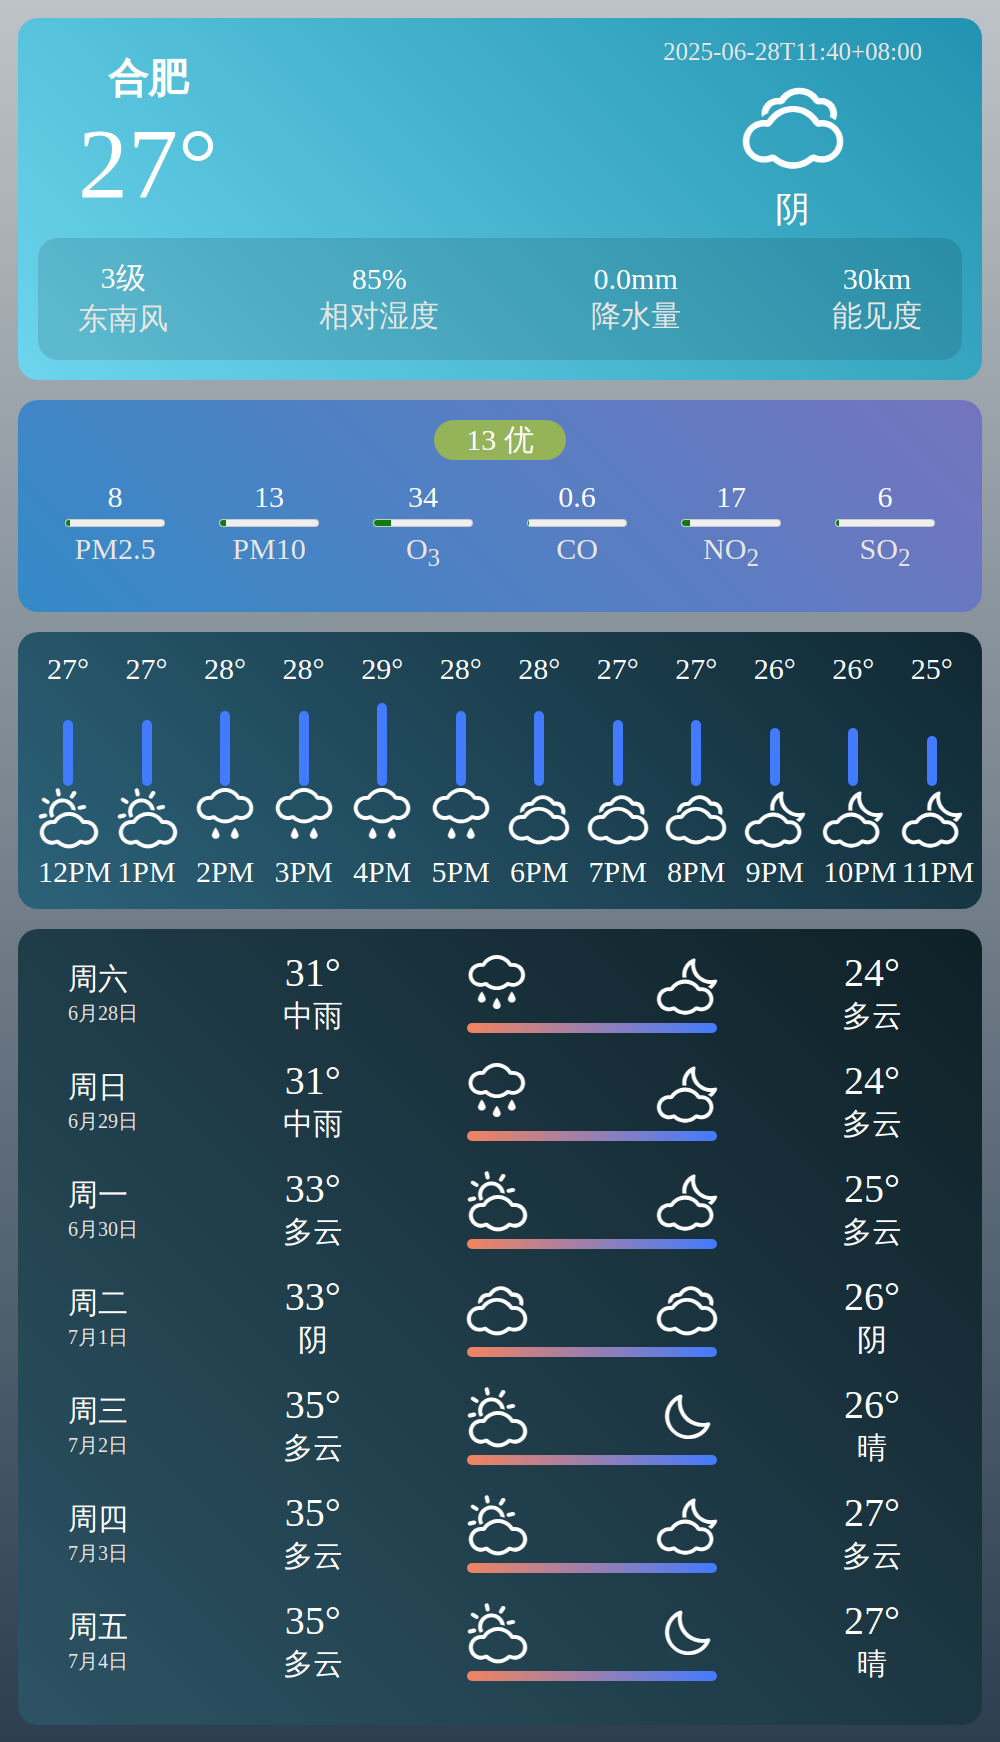 合肥
27°
2025-06-28T11:40+08:00
阴
3级 85% 0.0mm 30km
东南风 相对湿度 降水量 能见度
13 优
8 13 34 0.6 17 6
PM2.5 PM10 O3 CO NO2 SO2
27° 27° 28° 28° 29° 28° 28° 27° 27° 26° 26° 25°
12PM 1PM 2PM 3PM 4PM 5PM 6PM 7PM 8PM 9PM 10PM 11PM
周六 31° 24°
6月28日 中雨 多云
周日 31° 24°
6月29日 中雨 多云
周一 33° 25°
6月30日 多云 多云
周二 33° 26°
7月1日 阴 阴
周三 35° 26°
7月2日 多云 晴
周四 35° 27°
7月3日 多云 多云
周五 35° 27°
7月4日 多云 晴